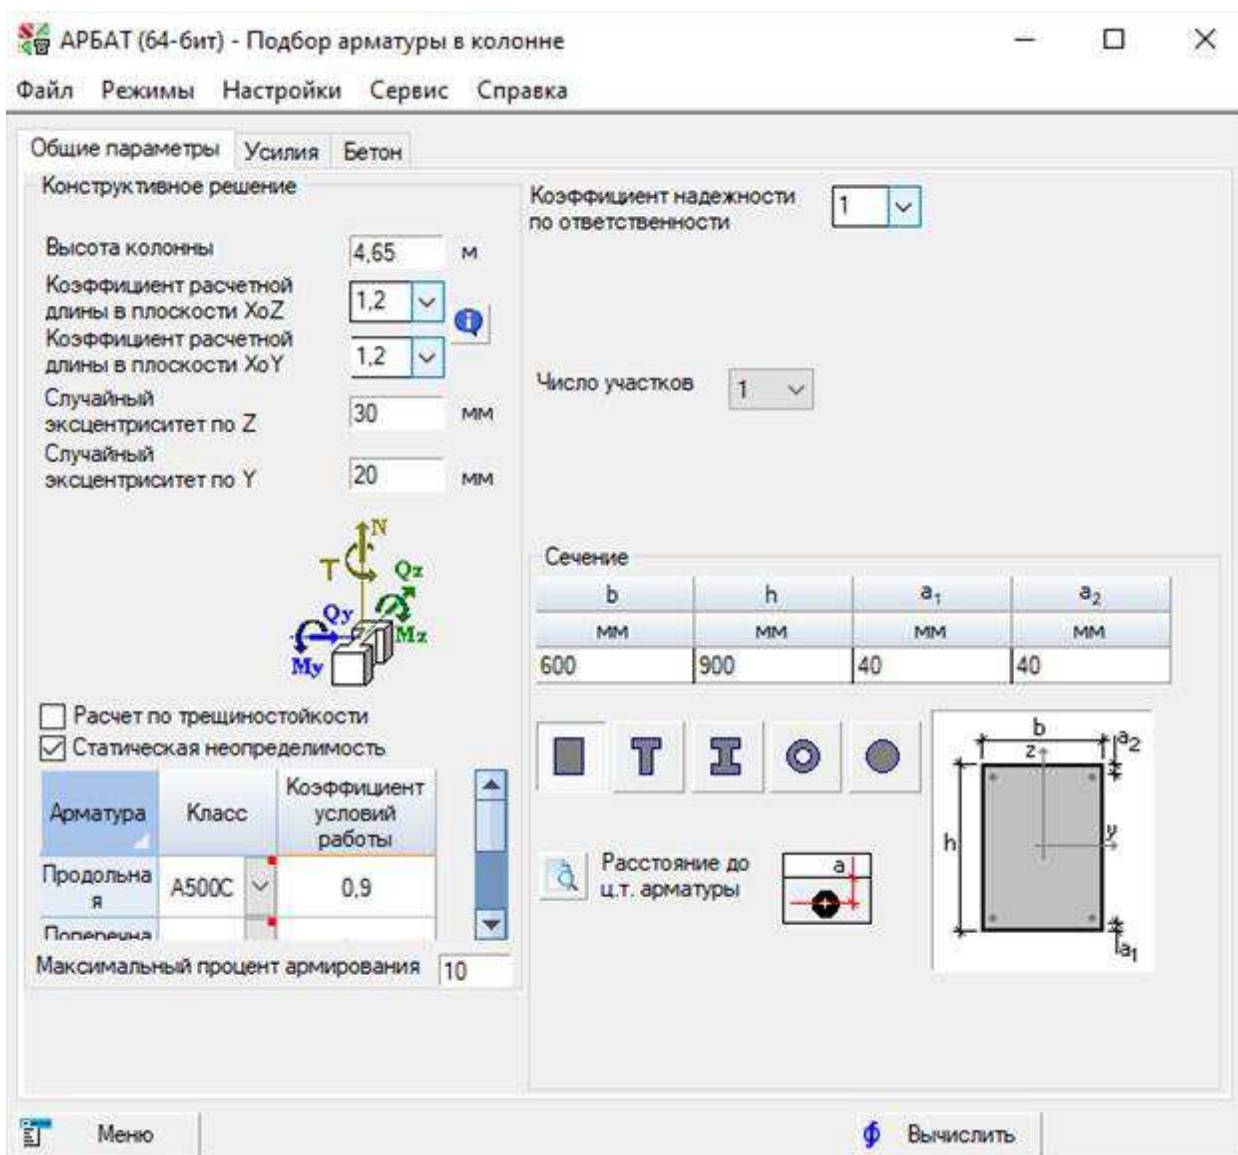 АРБАТ (64-бит) - Подбор арматуры в колонне
Файл Режимы Настройки Сервис Справка
Общие параметры Усилия Бетон
Конструктивное решение
Высота колонны 4,65 м
Коэффициент расчетной
длины в плоскости XoZ 1,2
Коэффициент расчетной
длины в плоскости XoY 1,2
Случайный
эксцентриситет по Z 30 мм
Случайный
эксцентриситет по Y 20 мм
N
T
Qz
Qy
Mz
My
Расчет по трещиностойкости
Статическая неопределимость
Арматура Класс Коэффициент
условий
работы
Продольна
я A500C 0,9
Поперечна
Максимальный процент армирования 10
Коэффициент надежности
по ответственности 1
Число участков 1
Сечение
b h a1 a2
мм мм мм мм
600 900 40 40
Расстояние до
ц.т. арматуры
a
b
z
a2
y
h
a1
Меню Вычислить